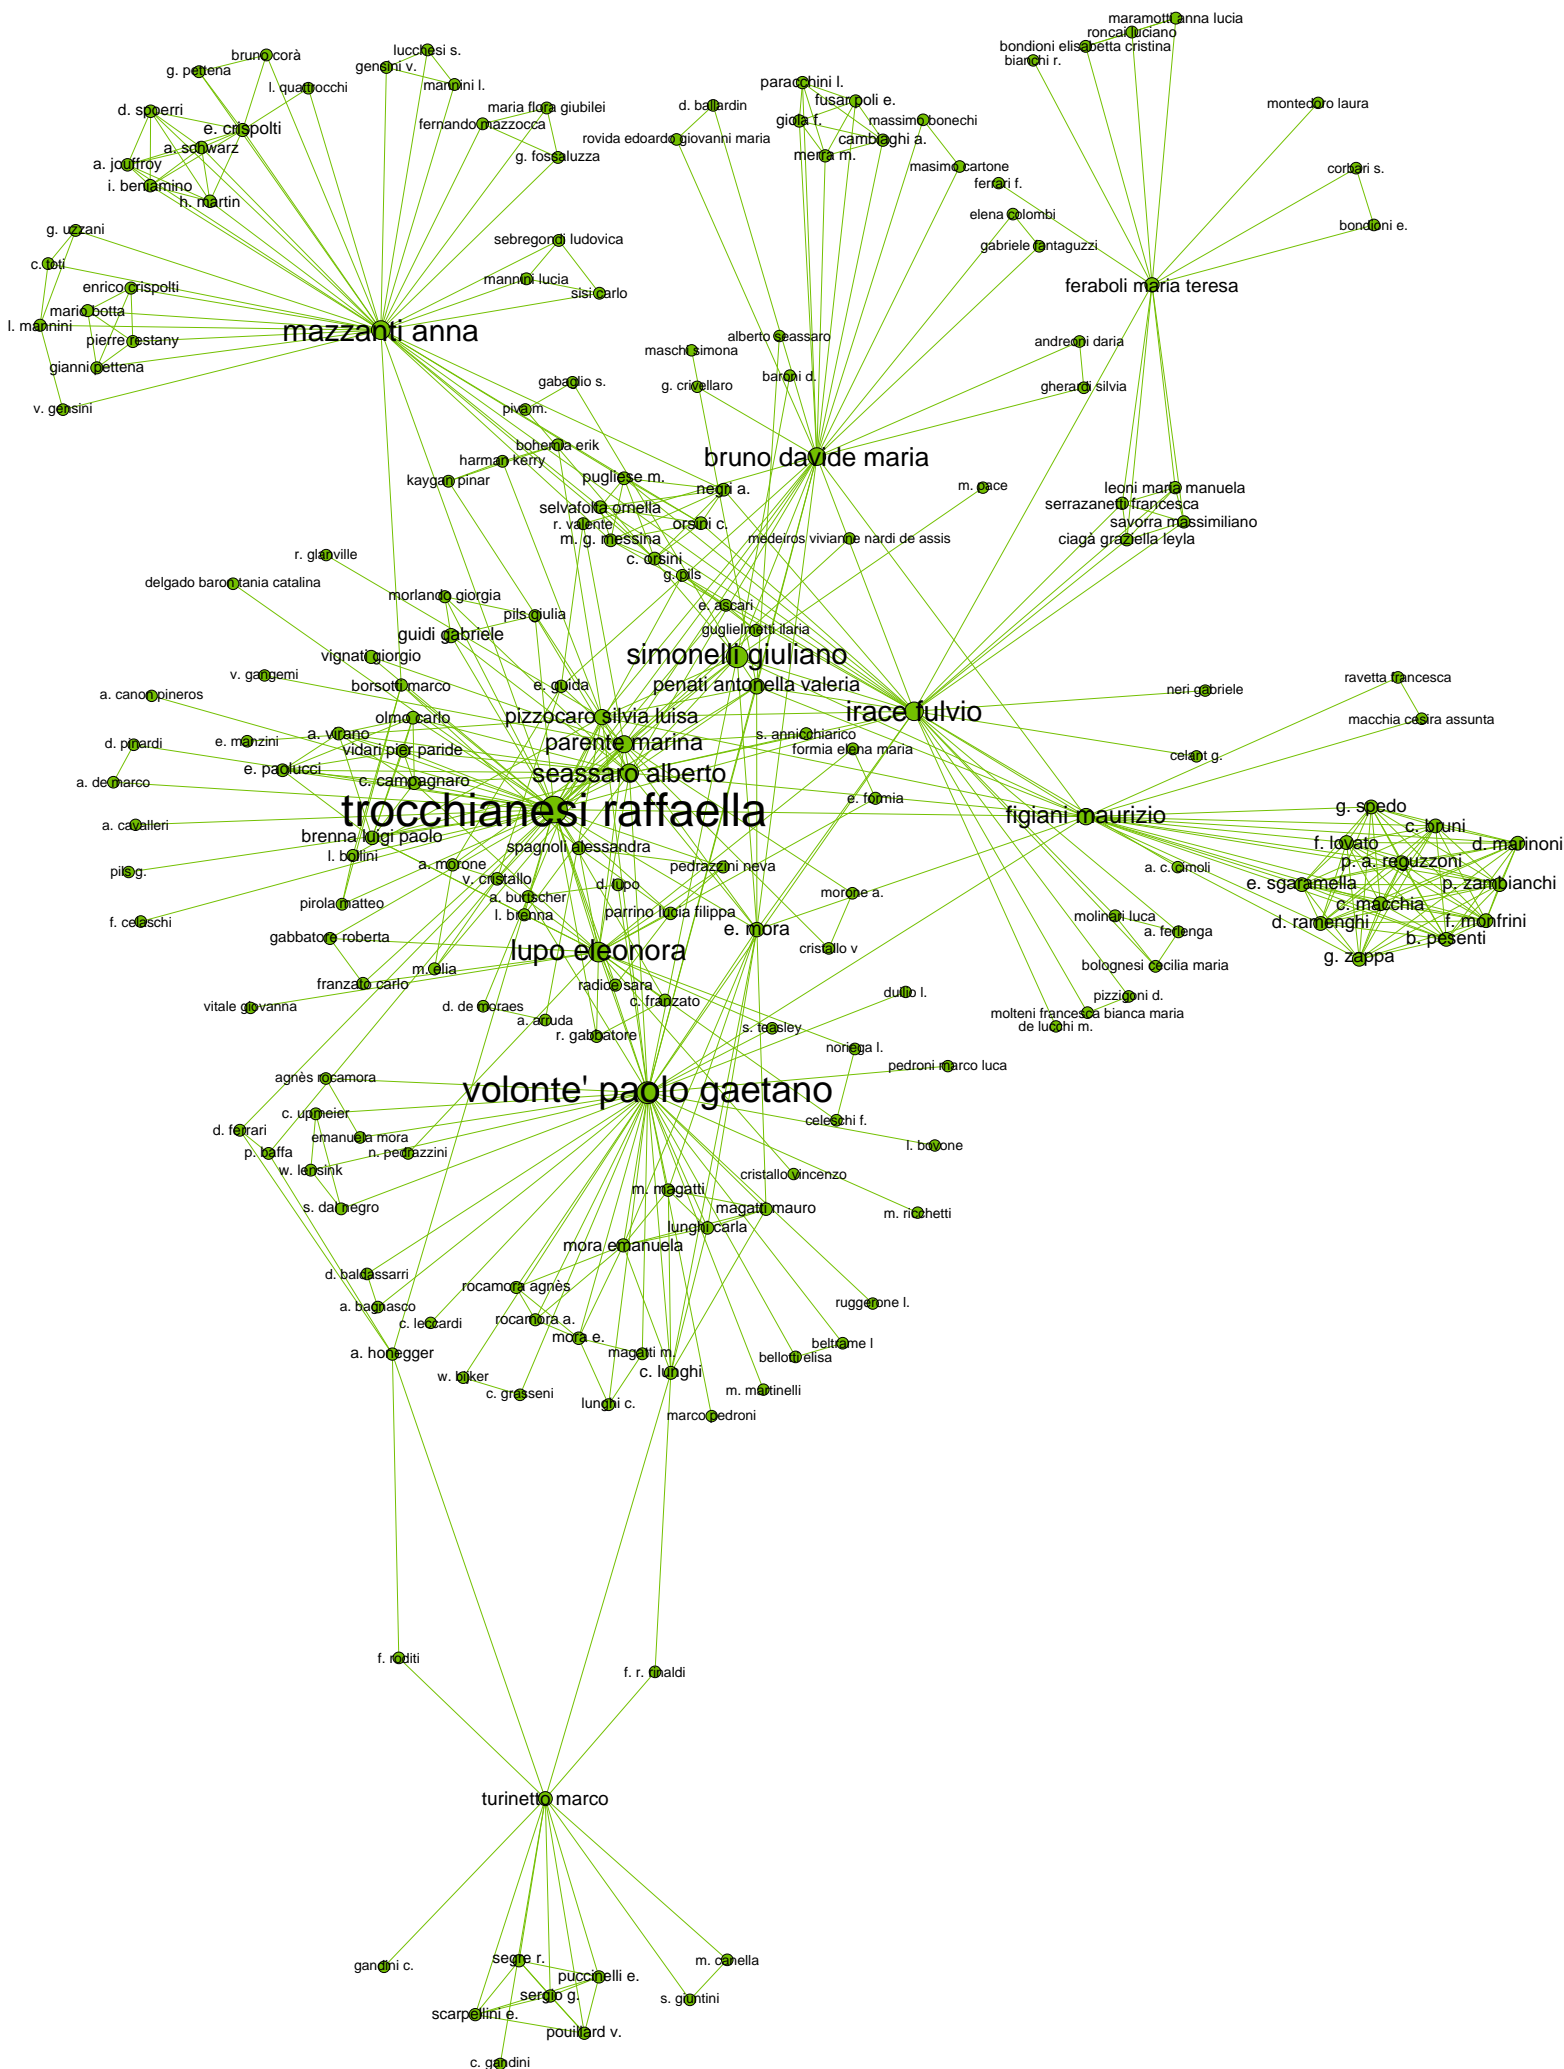 maramotti anna lucia
roncai luciano
bondioni elisabetta cristina
bianchi r.
lucchesi s.
bruno corà
gensini v.
g. pettena
mannini l.
l. quattrocchi
paracchini l.
fusar poli e.
montedoro laura
d. ballardin
maria flora giubilei
d. spoerri
gioia f.
massimo bonechi
fernando mazzocca
e. crispolti
rovida edoardo giovanni maria
cambiaghi a.
a. schwarz
merra m.
g. fossaluzza
a. jouffroy
masimo cartone
corbari s.
i. beniamino
ferrari f.
h. martin
elena colombi
bondioni e.
g. uzzani
sebregondi ludovica
gabriele fantaguzzi
c. toti
mannini lucia
feraboli maria teresa
enrico crispolti
sisi carlo
mario botta
l. mannini
mazzanti anna
alberto seassaro
pierre restany
andreoni daria
maschi simona
gianni pettena
baroni d.
gabaglio s.
g. crivellaro
gherardi silvia
v. gensini
piva m.
bohemia erik
bruno davide maria
harman kerry
pugliese m.
kaygan pinar
negri a.
m. pace
leoni maria manuela
selvafolta ornella
serrazanetti francesca
r. valente
orsini c.
savorra massimiliano
m. g. messina
medeiros vivianne nardi de assis
ciagà graziella leyla
r. glanville
c. orsini
g. pils
delgado baron tania catalina
morlando giorgia
e. ascari
pils giulia
guidi gabriele
guglielmetti ilaria
vignati giorgio
simonelli giuliano
v. gangemi
ravetta francesca
borsotti marco
e. guida
penati antonella valeria
neri gabriele
a. canon pineros
irace fulvio
olmo carlo
pizzocaro silvia luisa
macchia cesira assunta
a. virano
s. annicchiarico
d. pinardi
e. manzini
vidari pier paride
parente marina
formia elena maria
celant g.
e. paolucci
seassaro alberto
a. de marco
c. campagnaro
e. formia
g. spedo
trocchianesi raffaella
figiani maurizio
a. cavalleri
c. bruni
brenna luigi paolo
f. lovato
d. marinoni
spagnoli alessandra
l. bollini
p. a. reguzzoni
a. morone
pedrazzini neva
a. c. cimoli
pils g.
v. cristallo
d. lupo
e. sgaramella
p. zambianchi
morone a.
a. burtscher
pirola matteo
c. macchia
l. brenna
parrino lucia filippa
molinari luca
f. celaschi
d. ramenghi
f. monfrini
e. mora
a. ferlenga
gabbatore roberta
b. pesenti
lupo eleonora
cristallo v
g. zappa
m. elia
bolognesi cecilia maria
franzato carlo
radice sara
dullio l.
pizzigoni d.
vitale giovanna
d. de moraes
c. franzato
molteni francesca bianca maria
a. arruda
de lucchi m.
s. teasley
r. gabbatore
noriega l.
pedroni marco luca
agnès rocamora
volonte' paolo gaetano
c. upmeier
celeschi f.
d. ferrari
emanuela mora
l. bovone
p. baffa
n. pedrazzini
w. lensink
cristallo vincenzo
m. magatti
s. dal negro
magatti mauro
m. ricchetti
lunghi carla
mora emanuela
d. baldassarri
rocamora agnès
ruggerone l.
a. bagnasco
c. leccardi
rocamora a.
mora e.
beltrame l
a. honegger
magatti m.
bellotti elisa
c. lunghi
w. bijker
m. martinelli
c. grasseni
lunghi c.
marco pedroni
f. roditi
f. r. rinaldi
turinetto marco
segre r.
m. canella
gandini c.
puccinelli e.
sergio g.
s. giuntini
scarpellini e.
pouillard v.
c. gandini